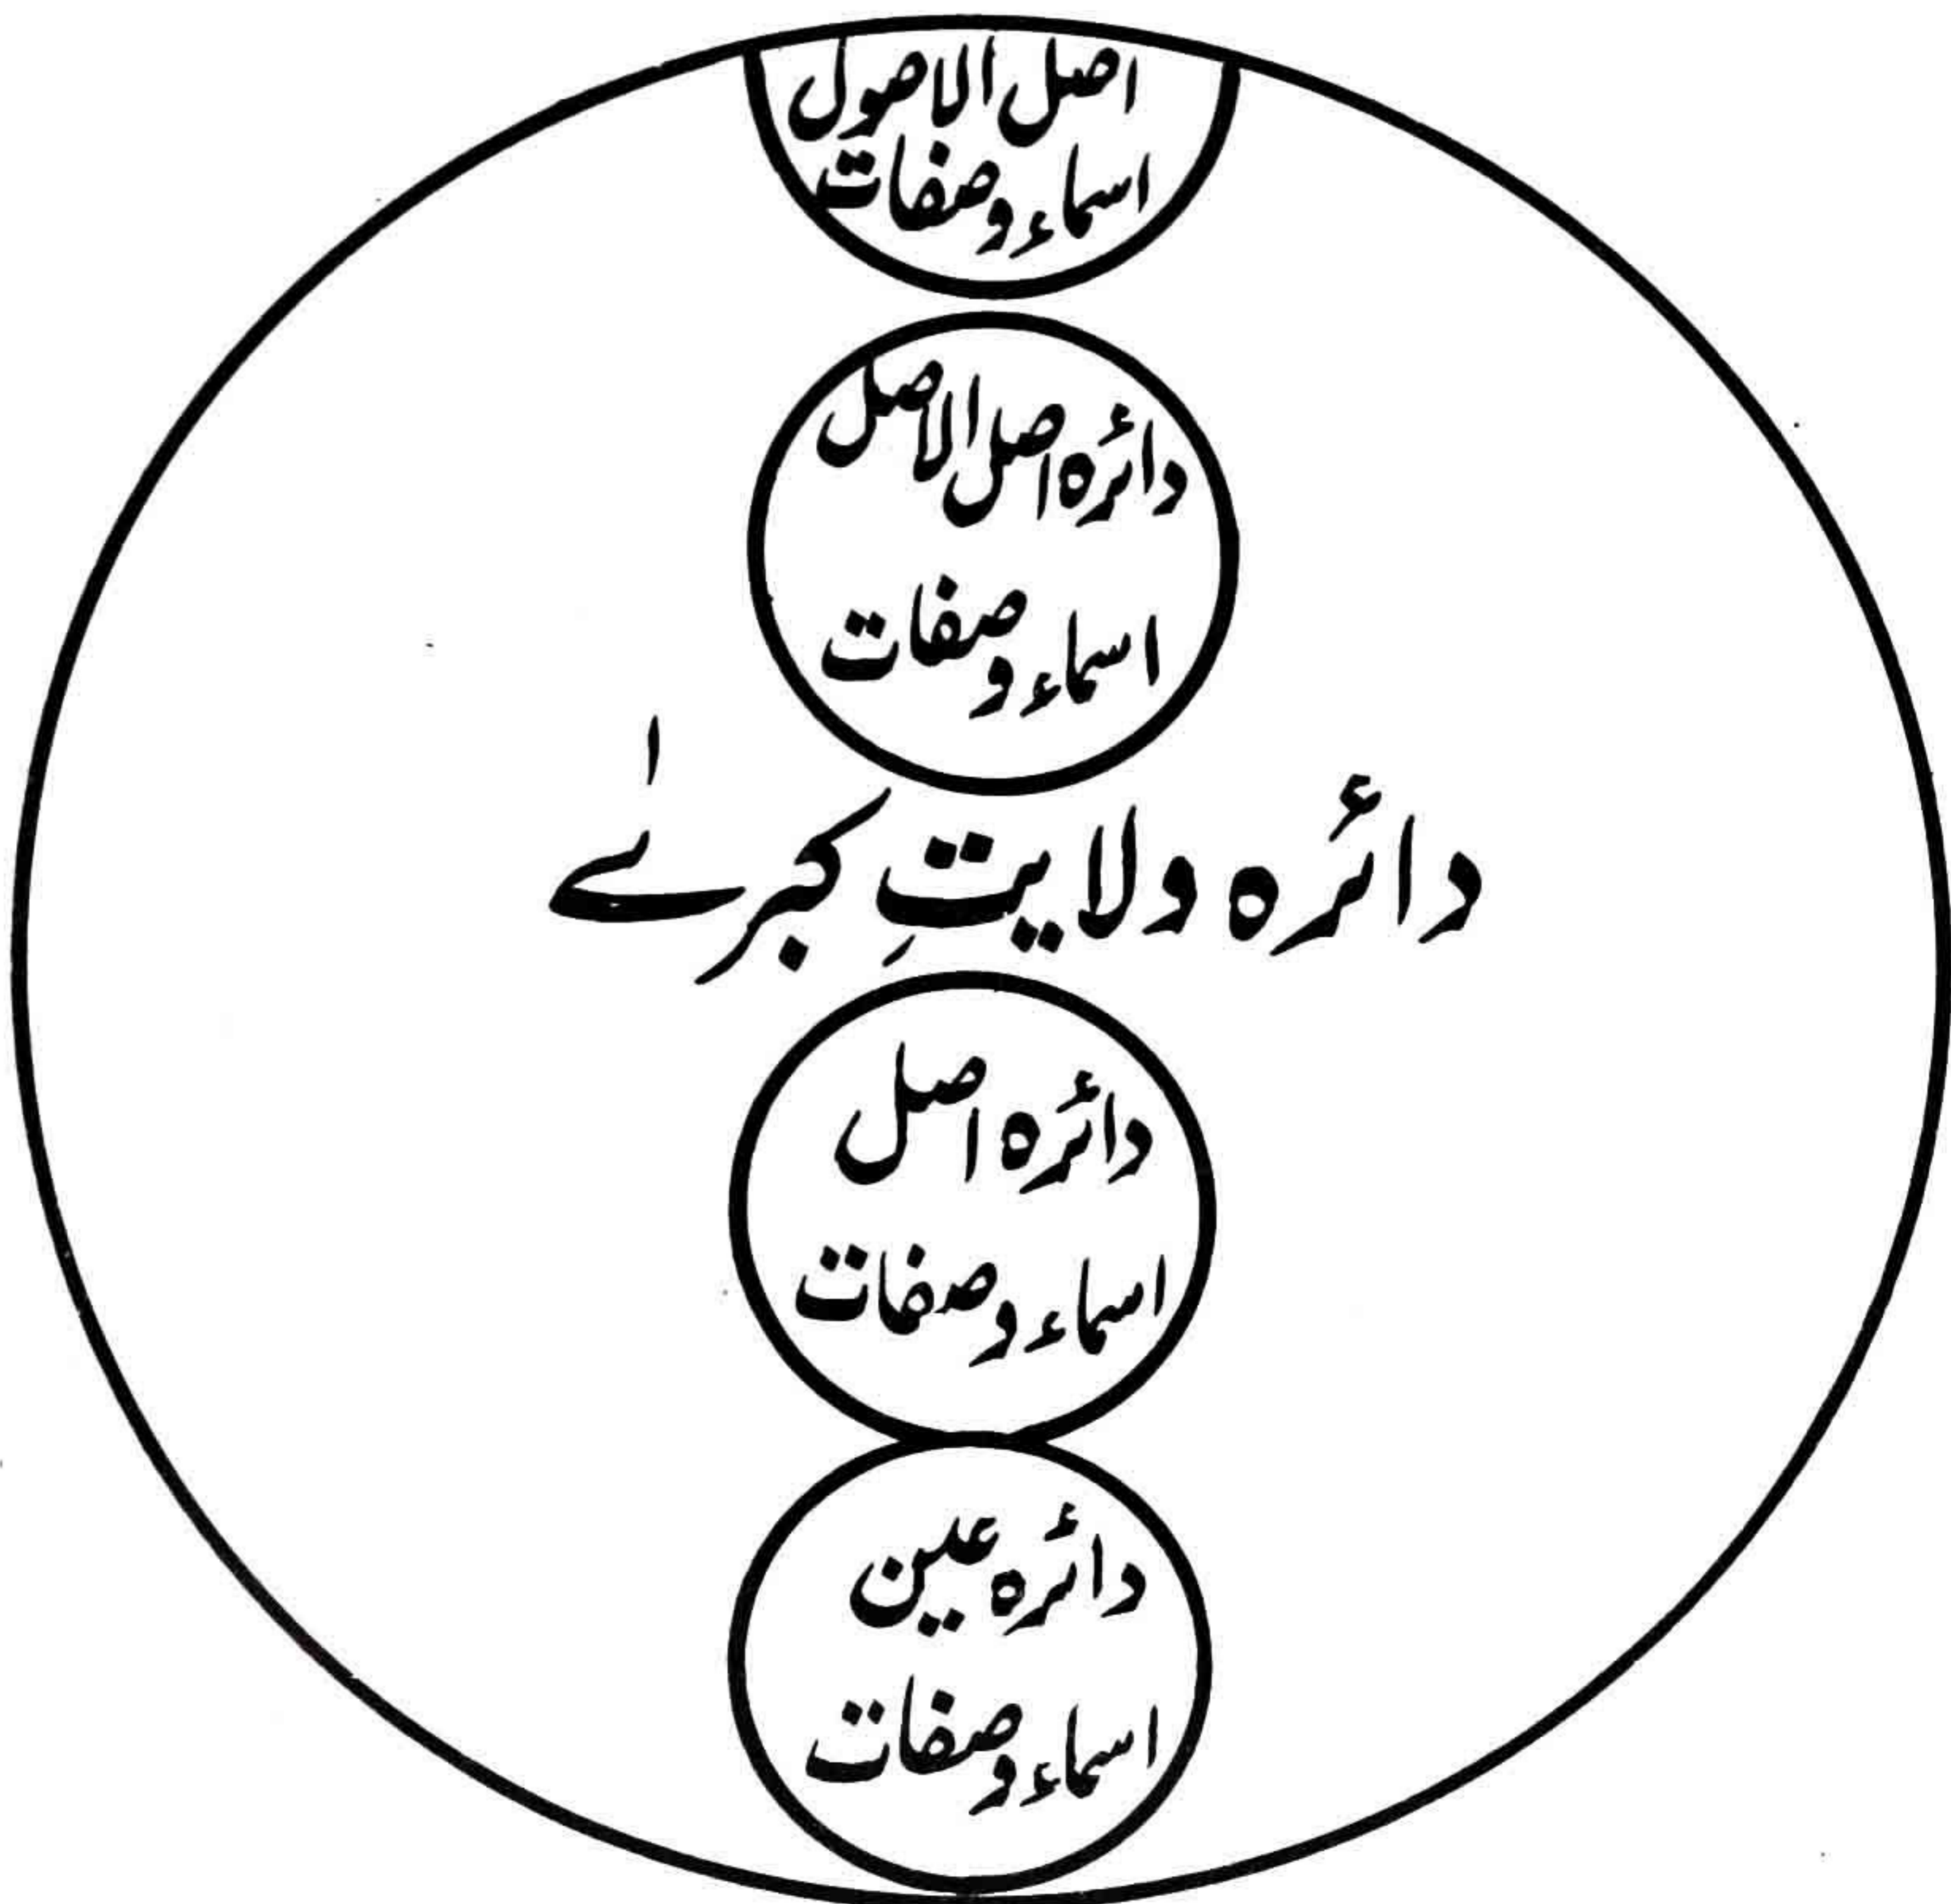 اصل الاصول
اسماء و صفات
دائرہ اصل الاصل
اسماء و صفات
دائرہ ولایتِ کبریٰ
دائرہ اصل
اسماء و صفات
دائرہ عین
اسماء و صفات